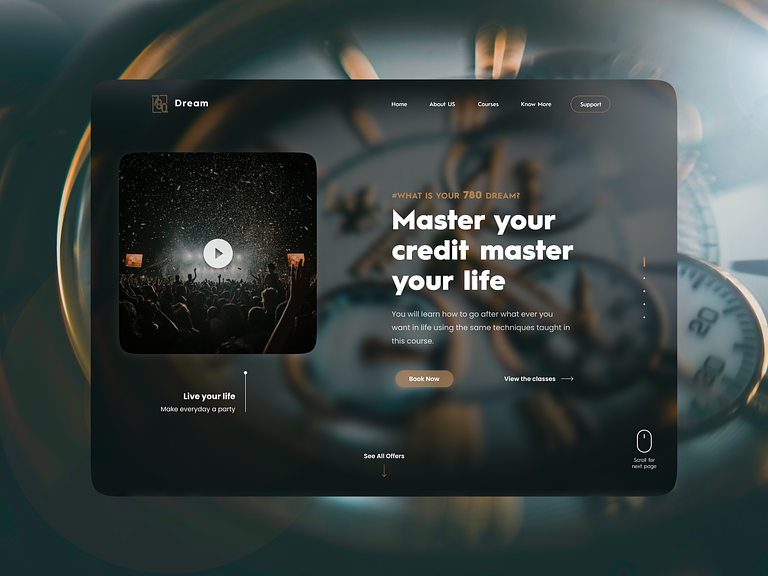 780 Dream
Home About US Courses Know More Support
#WHAT IS YOUR 780 DREAM?
Master your
credit master
your life
You will learn how to go after what ever you
want in life using the same techniques taught in
this course.
Book Now View the classes
Live your life
Make everyday a party
See All Offers
Scroll for
next page
20
20